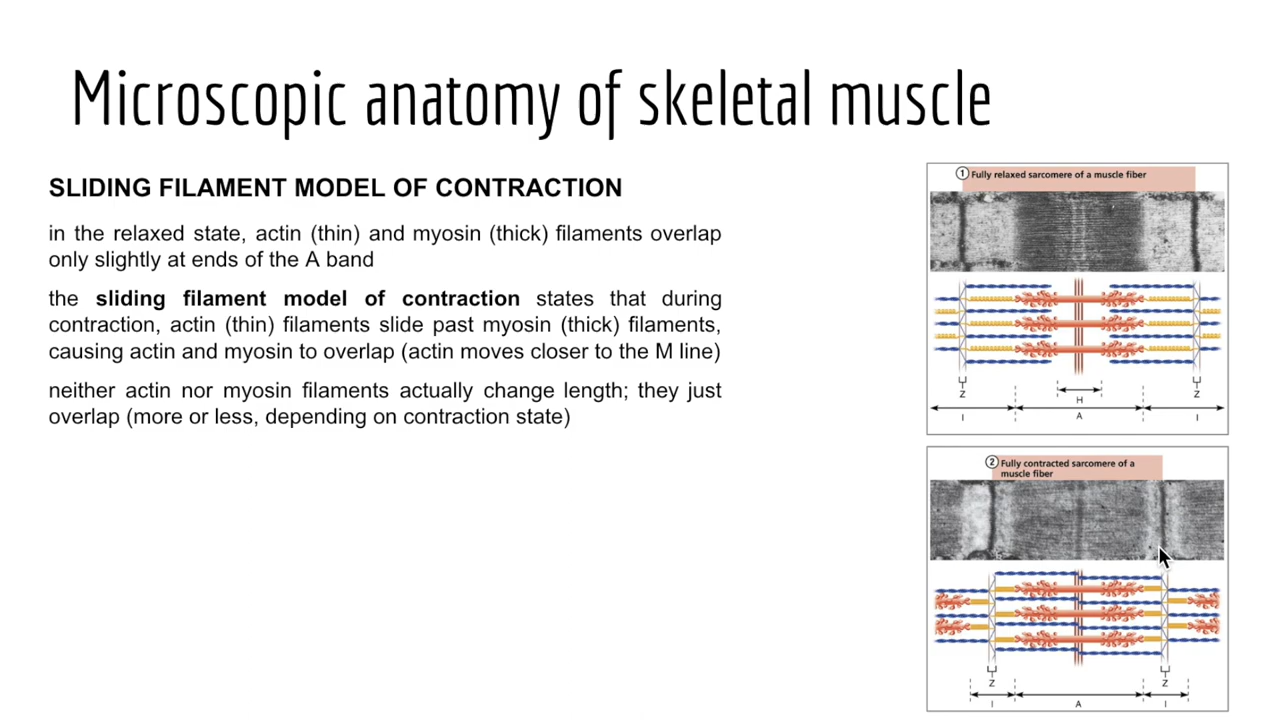 Microscopic anatomy of skeletal muscle
SLIDING FILAMENT MODEL OF CONTRACTION
in the relaxed state, actin (thin) and myosin (thick) filaments overlap
only slightly at ends of the A band
the sliding filament model of contraction states that during
contraction, actin (thin) filaments slide past myosin (thick) filaments,
causing actin and myosin to overlap (actin moves closer to the M line)
neither actin nor myosin filaments actually change length; they just
overlap (more or less, depending on contraction state)
1 Fully relaxed sarcomere of a muscle fiber
Z H Z
I A I
2 Fully contracted sarcomere of a
muscle fiber
Z Z
I A I